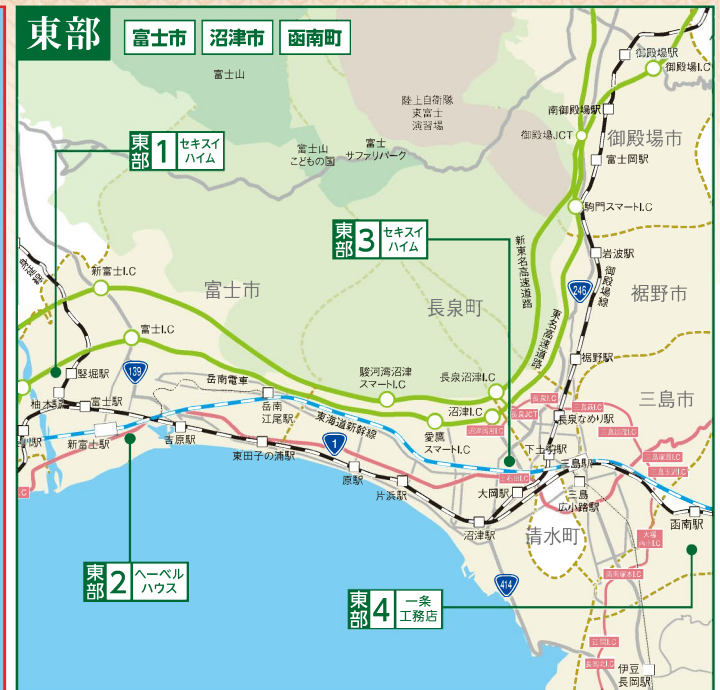 東部
富士市
沼津市
函南町
富士山
陸上自衛隊
東富士
演習場
御殿場駅
御殿場I.C
南御殿場駅
御殿場JCT
御殿場市
富士岡駅
東部1
セキスイ
ハイム
富士山
こどもの国
富士
サファリパーク
駒門スマートI.C
東部3
セキスイ
ハイム
新東名高速道路
岩波駅
御殿場線
246
裾野市
身延線
新富士I.C
富士市
長泉町
東名高速道路
富士I.C
139
裾野駅
竪堀駅
岳南電車
駿河湾沼津
スマートI.C
長泉沼津I.C
長泉I.C
三島市
柚木駅
富士駅
岳南
江尾駅
東海道新幹線
沼津I.C
長泉JCT
長泉なめり駅
愛鷹
スマートI.C
新富士駅
吉原駅
東田子の浦駅
1
原駅
片浜駅
下土狩駅
三島駅
大岡駅
三島
広小路駅
沼津駅
清水町
函南駅
東部2
ヘーベル
ハウス
414
東部4
一条
工務店
伊豆
長岡駅